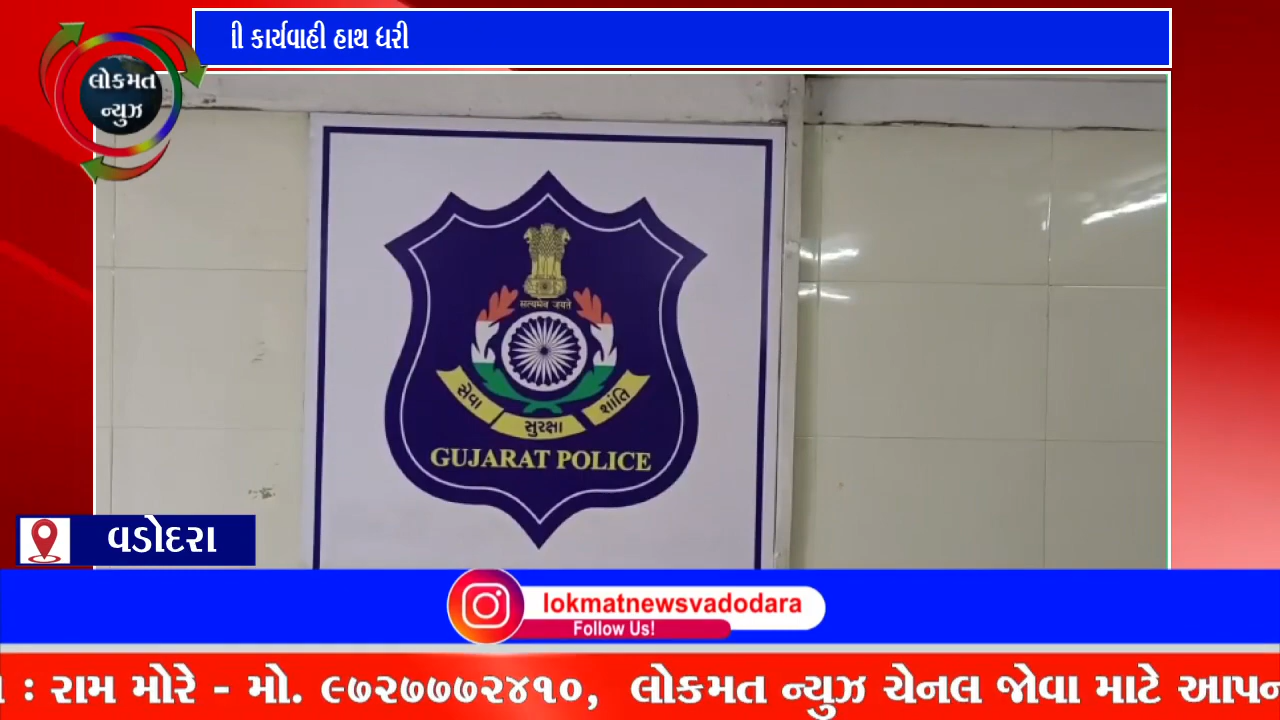 ી કાર્યવાહી હાથ ધરી
લોકમત
ન્યુઝ
सत्यमेव जयते
સેવા
સુરક્ષા
શાંતિ
GUJARAT POLICE
વડોદરા
lokmatnewsvadodara
Follow Us!
: રામ મોરે - મો. ૯૭૨૭૭૭૨૪૧૦, લોકમત ન્યુઝ ચેનલ જોવા માટે આપન